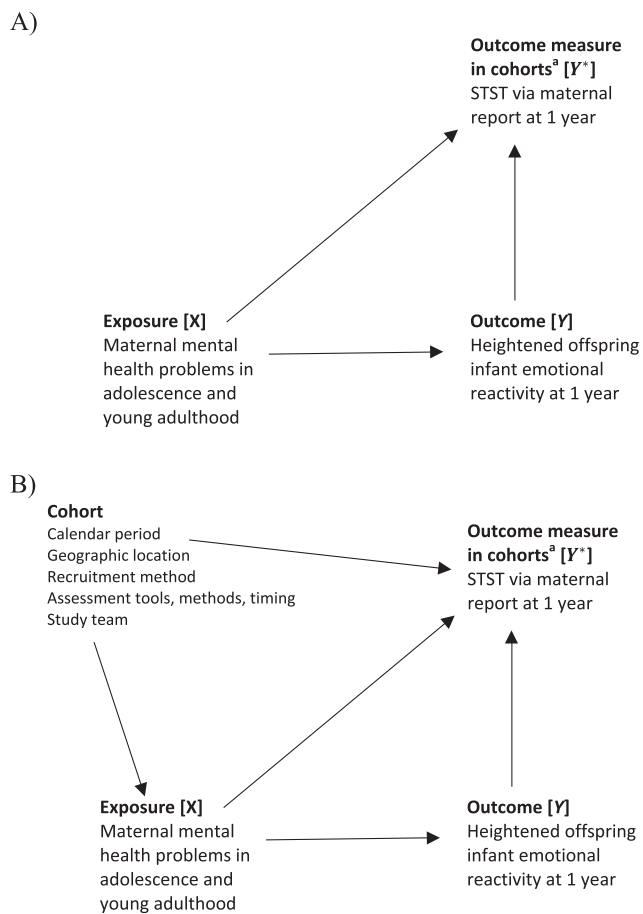 A)
Outcome measure
in cohortsᵃ [Y*]
STST via maternal
report at 1 year
Exposure [X]
Maternal mental
health problems in
adolescence and
young adulthood
Outcome [Y]
Heightened offspring
infant emotional
reactivity at 1 year
B)
Cohort
Calendar period
Geographic location
Recruitment method
Assessment tools, methods, timing
Study team
Outcome measure
in cohortsᵃ [Y*]
STST via maternal
report at 1 year
Exposure [X]
Maternal mental
health problems in
adolescence and
young adulthood
Outcome [Y]
Heightened offspring
infant emotional
reactivity at 1 year